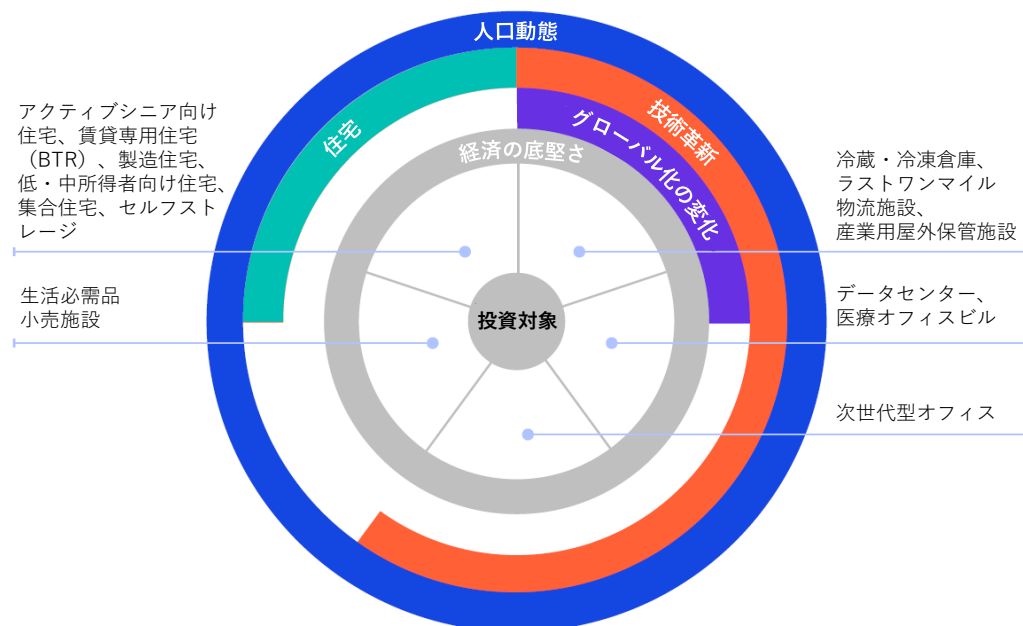 人口動態
技術革新
グローバル化の変化
住宅
経済の底堅さ
投資対象
アクティブシニア向け
住宅、賃貸専用住宅
（BTR）、製造住宅、
低・中所得者向け住宅、
集合住宅、セルフスト
レージ
生活必需品
小売施設
冷蔵・冷凍倉庫、
ラストワンマイル
物流施設、
産業用屋外保管施設
データセンター、
医療オフィスビル
次世代型オフィス